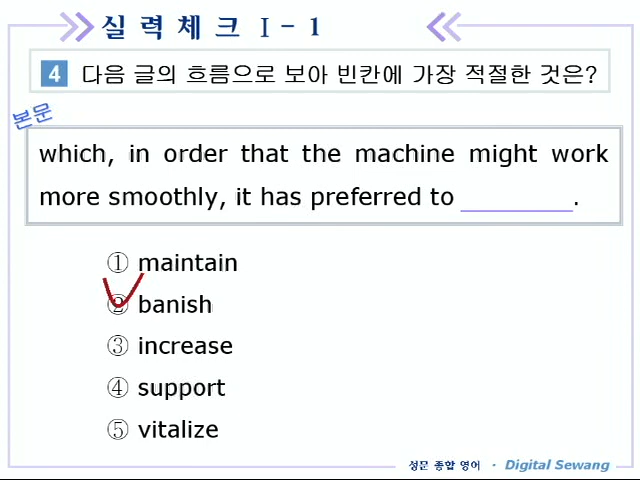 실력체크 I - 1
4 다음 글의 흐름으로 보아 빈칸에 가장 적절한 것은?
본문
which, in order that the machine might work
more smoothly, it has preferred to ________.
① maintain
② banish
③ increase
④ support
⑤ vitalize
성문 종합 영어 · Digital Sewang